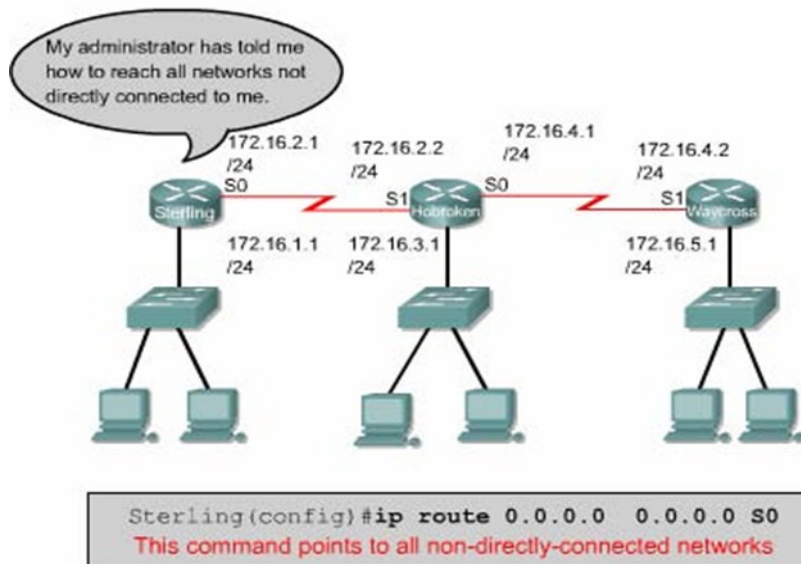 My administrator has told me
how to reach all networks not
directly connected to me.
172.16.2.1
/24
172.16.2.2
/24
172.16.4.1
/24
172.16.4.2
/24
S0
S1
S0
S1
Sterling
Hobroken
Waycross
172.16.1.1
/24
172.16.3.1
/24
172.16.5.1
/24
Sterling(config)#ip route 0.0.0.0 0.0.0.0 S0
This command points to all non-directly-connected networks